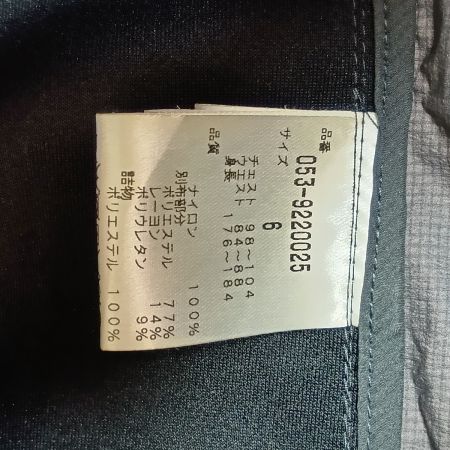 品番 053-9220025
サイズ 6
チェスト 98～104
ウエスト 84～88
身長 176～184
品質
ナイロン 100%
別布部分
ポリエステル 77%
レーヨン 14%
ポリウレタン 9%
詰物
ポリエステル 100%